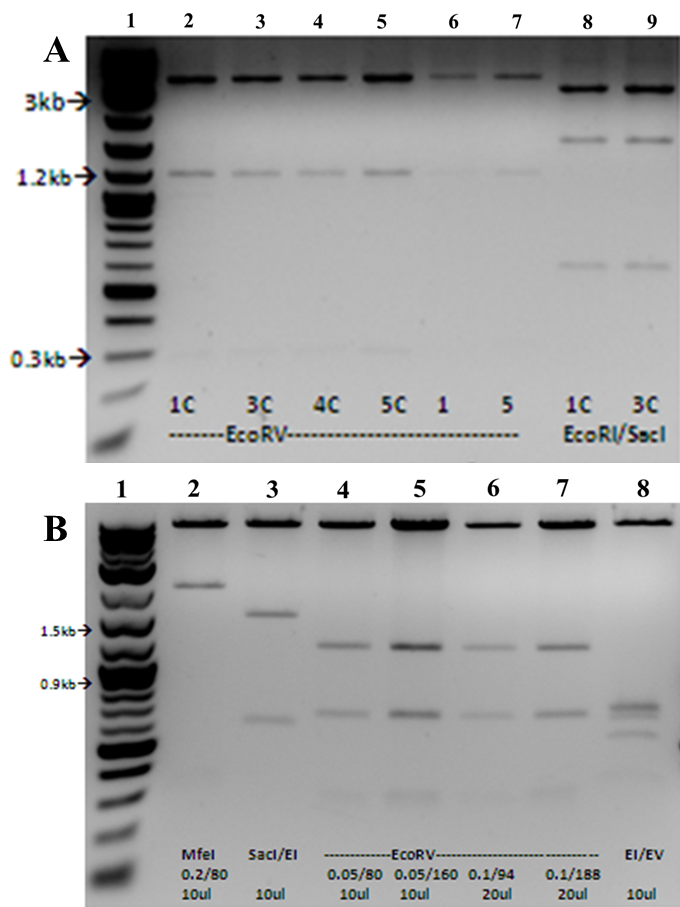 1 2 3 4 5 6 7 8 9
A
3kb→
1.2kb→
0.3kb→
1C 3C 4C 5C 1 5 1C 3C
-------EcoRV----------------------------- EcoRI/SacI
1 2 3 4 5 6 7 8
B
1.5kb→
0.9kb→
MfeI SacI/EI ------------EcoRV-------------------- -------- EI/EV
0.2/80 0.05/80 0.05/160 0.1/94 0.1/188
10ul 10ul 10ul 10ul 20ul 20ul 10ul